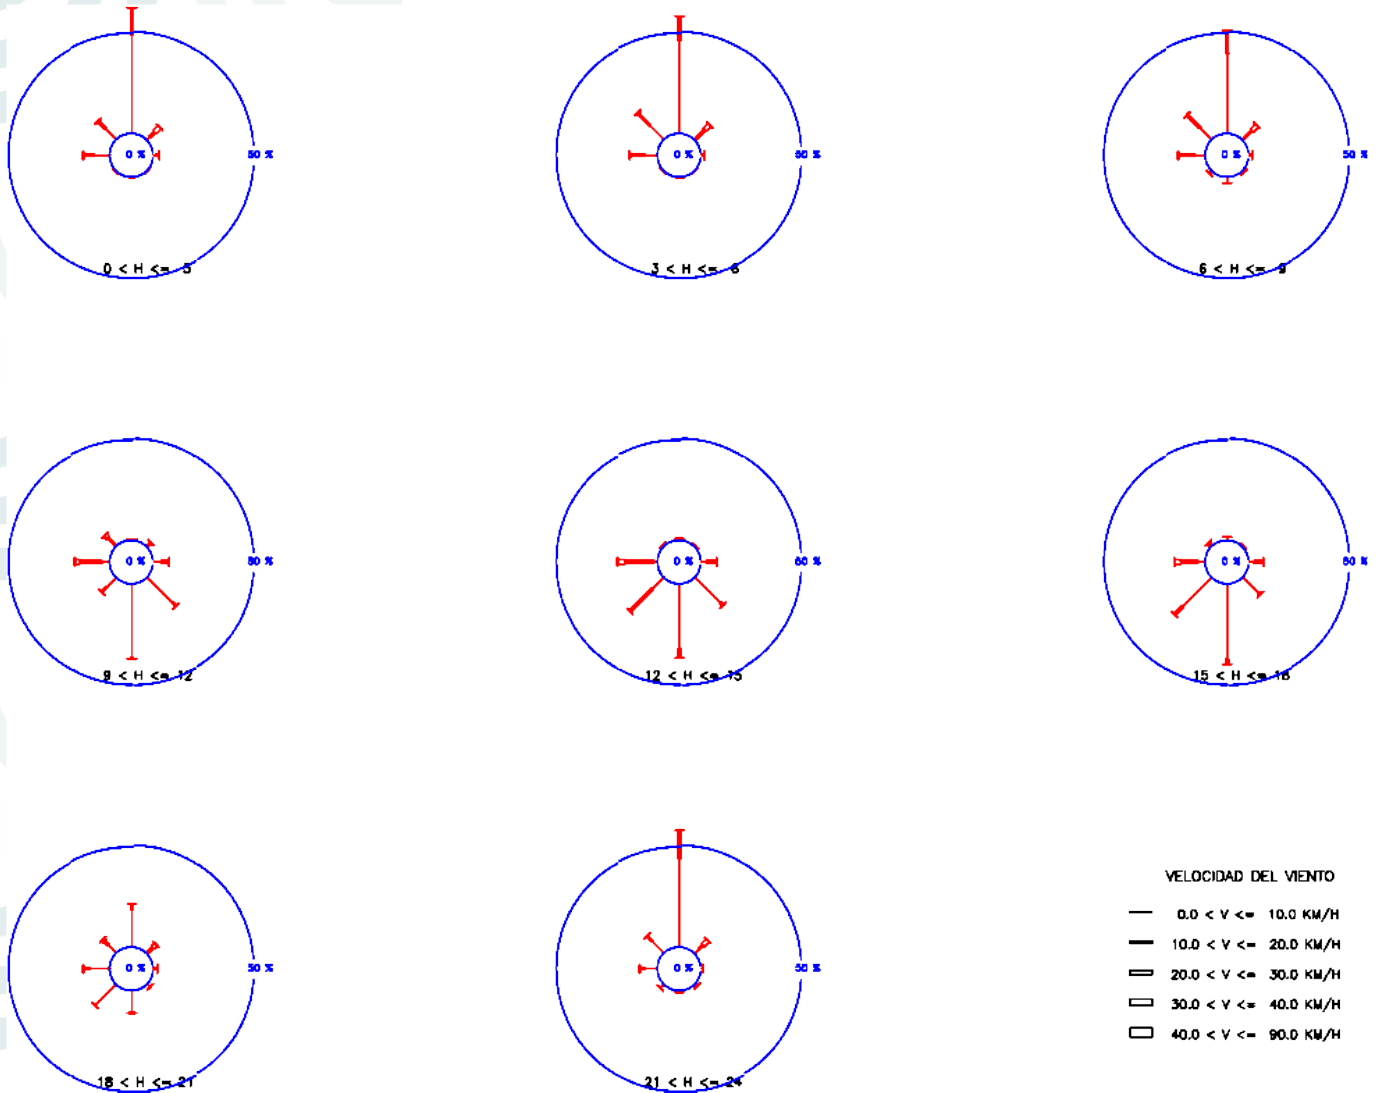 0 %
50 %
0 < H <= 3
0 %
50 %
3 < H <= 6
0 %
50 %
6 < H <= 9
0 %
50 %
9 < H <= 12
0 %
50 %
12 < H <= 15
0 %
50 %
15 < H <= 18
0 %
50 %
18 < H <= 21
0 %
50 %
21 < H <= 24
VELOCIDAD DEL VIENTO
0.0 < V <= 10.0 KM/H
10.0 < V <= 20.0 KM/H
20.0 < V <= 30.0 KM/H
30.0 < V <= 40.0 KM/H
40.0 < V <= 90.0 KM/H